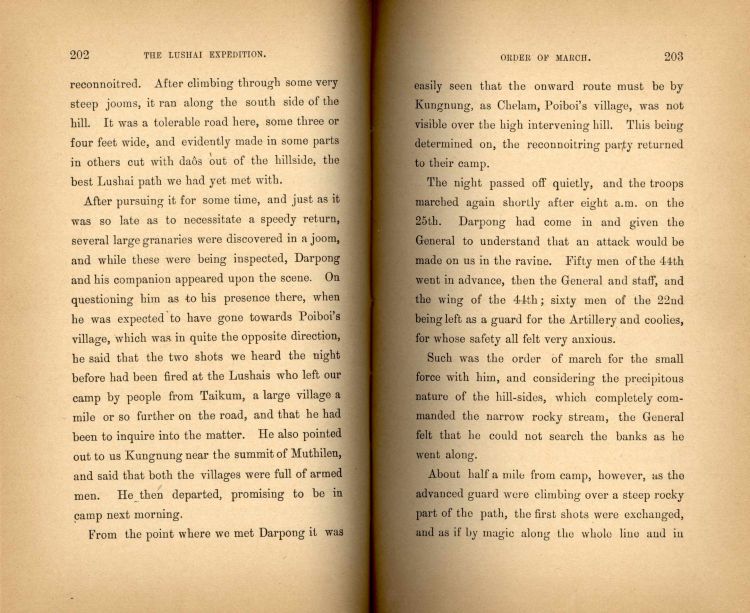 202 THE LUSHAI EXPEDITION.
reconnoitred. After climbing through some very
steep jooms, it ran along the south side of the
hill. It was a tolerable road here, some three or
four feet wide, and evidently made in some parts
in others cut with daôs out of the hillside, the
best Lushai path we had yet met with.
After pursuing it for some time, and just as it
was so late as to necessitate a speedy return,
several large granaries were discovered in a joom,
and while these were being inspected, Darpong
and his companion appeared upon the scene. On
questioning him as to his presence there, when
he was expected to have gone towards Poiboi's
village, which was in quite the opposite direction,
he said that the two shots we heard the night
before had been fired at the Lushais who left our
camp by people from Taikum, a large village a
mile or so further on the road, and that he had
been to inquire into the matter. He also pointed
out to us Kungnung near the summit of Muthilen,
and said that both the villages were full of armed
men. He then departed, promising to be in
camp next morning.
From the point where we met Darpong it was
ORDER OF MARCH. 203
easily seen that the onward route must be by
Kungnung, as Chelam, Poiboi's village, was not
visible over the high intervening hill. This being
determined on, the reconnoitring party returned
to their camp.
The night passed off quietly, and the troops
marched again shortly after eight a.m. on the
25th. Darpong had come in and given the
General to understand that an attack would be
made on us in the ravine. Fifty men of the 44th
went in advance, then the General and staff, and
the wing of the 44th; sixty men of the 22nd
being left as a guard for the Artillery and coolies,
for whose safety all felt very anxious.
Such was the order of march for the small
force with him, and considering the precipitous
nature of the hill-sides, which completely com-
manded the narrow rocky stream, the General
felt that he could not search the banks as he
went along.
About half a mile from camp, however, as the
advanced guard were climbing over a steep rocky
part of the path, the first shots were exchanged,
and as if by magic along the whole line and in